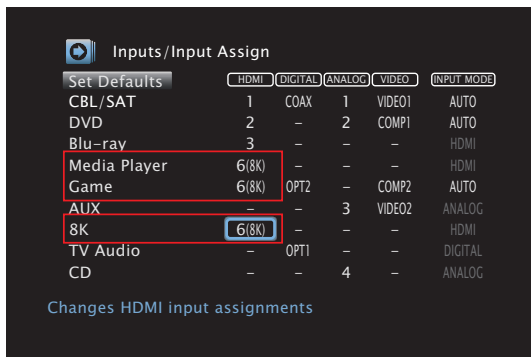 Inputs/Input Assign
Set Defaults HDMI DIGITAL ANALOG VIDEO INPUT MODE
CBL/SAT 1 COAX 1 VIDEO1 AUTO
DVD 2 – 2 COMP1 AUTO
Blu-ray 3 – – – HDMI
Media Player 6(8K) – – – HDMI
Game 6(8K) OPT2 – COMP2 AUTO
AUX – – 3 VIDEO2 ANALOG
8K 6(8K) – – – HDMI
TV Audio – OPT1 – – DIGITAL
CD – – 4 – ANALOG
Changes HDMI input assignments